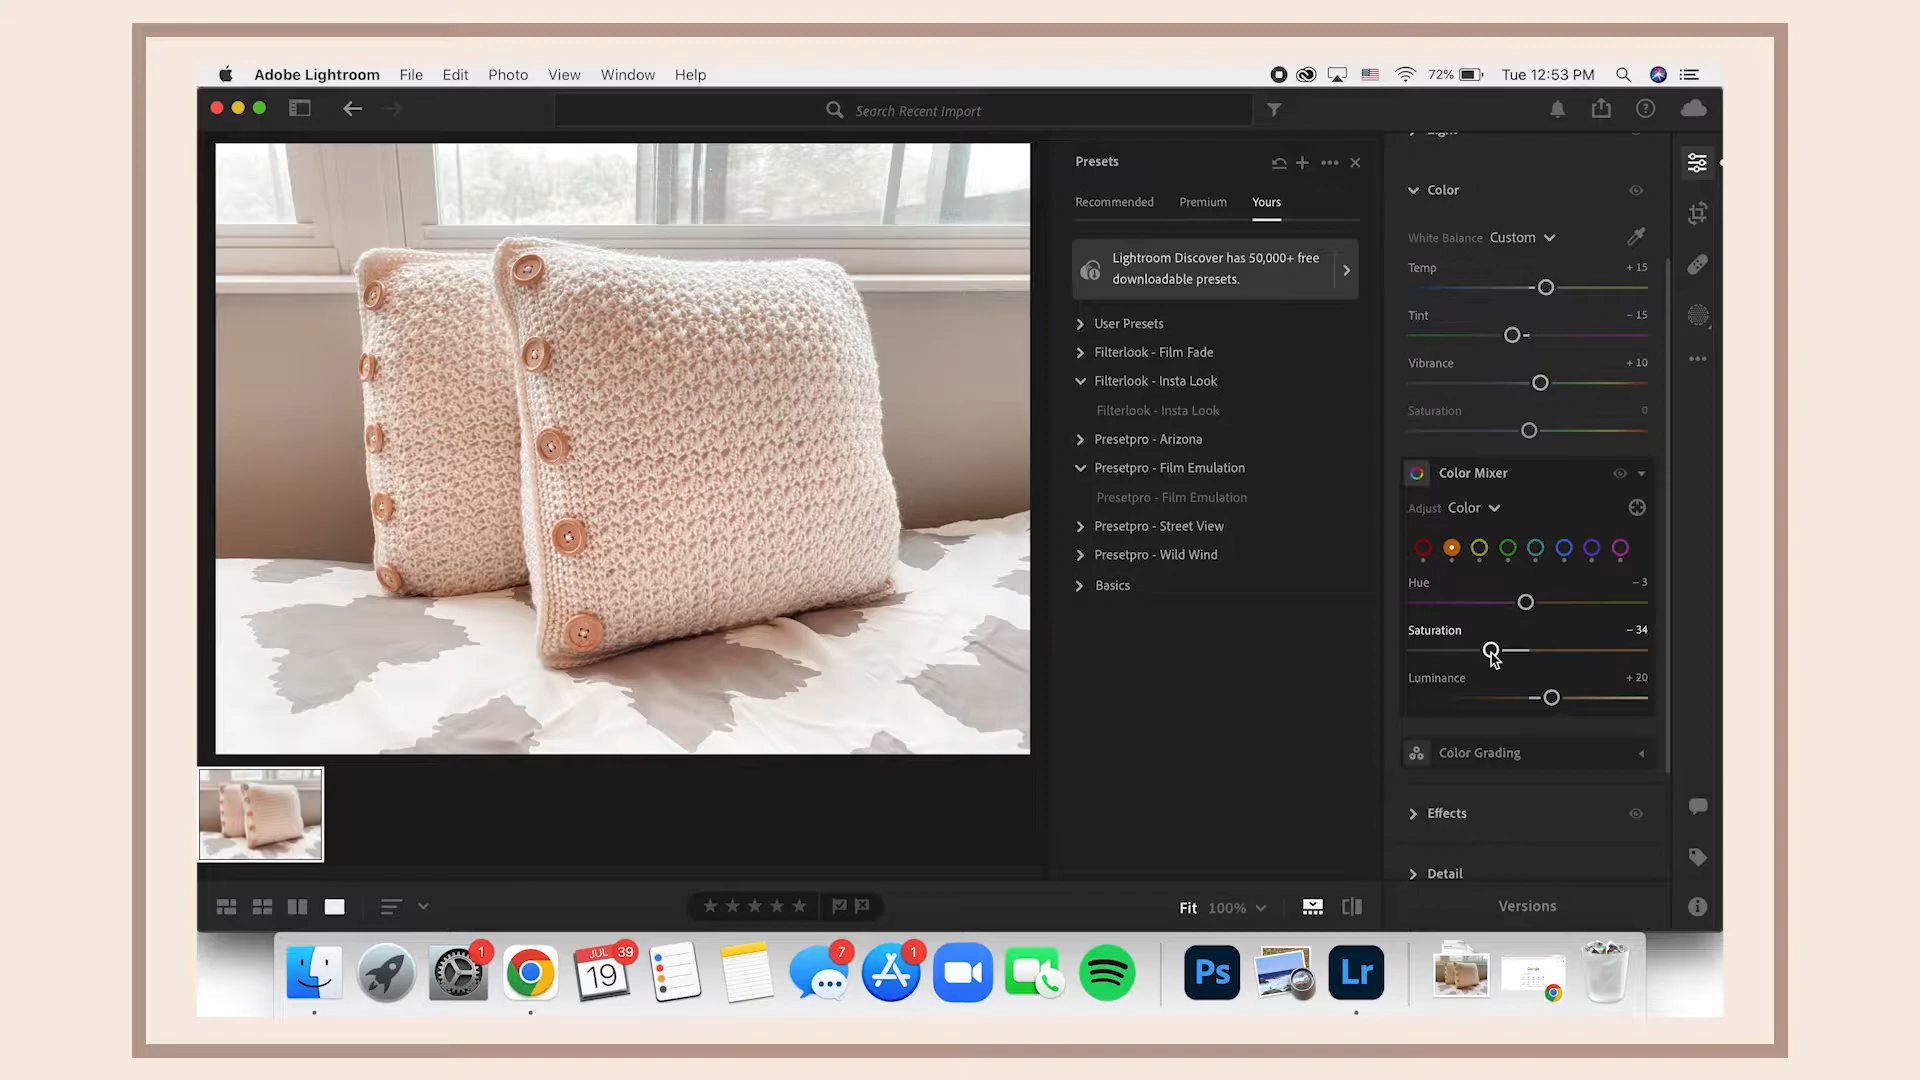 Adobe Lightroom File Edit Photo View Window Help 72% Tue 12:53 PM
Search Recent Import
Presets
Recommended Premium Yours
Lightroom Discover has 50,000+ free
downloadable presets.
User Presets
Filterlook - Film Fade
Filterlook - Insta Look
Filterlook - Insta Look
Presetpro - Arizona
Presetpro - Film Emulation
Presetpro - Film Emulation
Presetpro - Street View
Presetpro - Wild Wind
Basics
Light
Color
White Balance Custom
Temp + 15
Tint – 15
Vibrance + 10
Saturation 0
Color Mixer
Adjust Color
Hue – 3
Saturation – 34
Luminance + 20
Color Grading
Effects
Detail
Fit 100%
Versions
1 JUL 39 7 1
19 Ps Lr